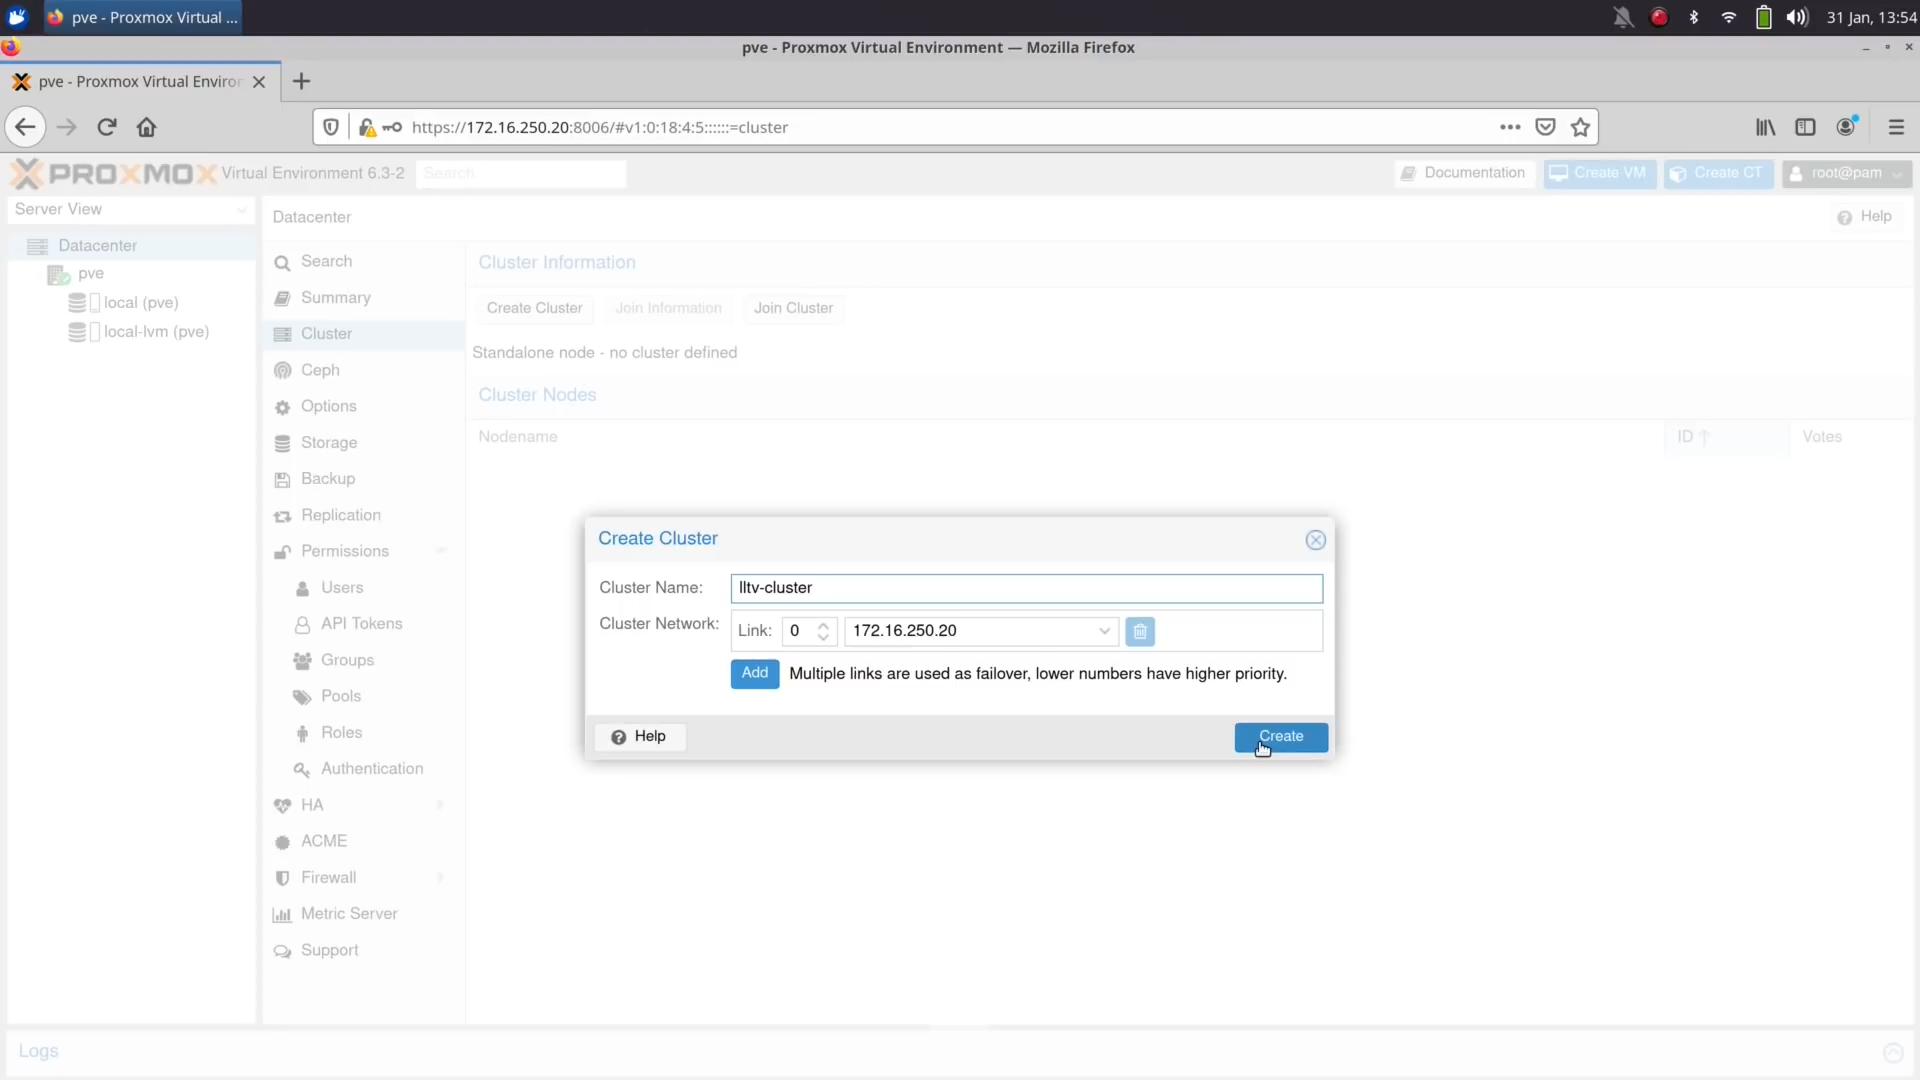 pve - Proxmox Virtual ...
31 Jan, 13:54
pve - Proxmox Virtual Environment — Mozilla Firefox
pve - Proxmox Virtual Enviror
https://172.16.250.20:8006/#v1:0:18:4:5::::::=cluster
PROXMOX Virtual Environment 6.3-2
Search
Documentation
Create VM
Create CT
root@pam
Server View
Datacenter
Help
Datacenter
pve
local (pve)
local-lvm (pve)
Search
Summary
Cluster
Ceph
Options
Storage
Backup
Replication
Permissions
Users
API Tokens
Groups
Pools
Roles
Authentication
HA
ACME
Firewall
Metric Server
Support
Cluster Information
Create Cluster
Join Information
Join Cluster
Standalone node - no cluster defined
Cluster Nodes
Nodename
ID
Votes
Create Cluster
Cluster Name: lltv-cluster
Cluster Network: Link: 0 172.16.250.20
Add Multiple links are used as failover, lower numbers have higher priority.
Help
Create
Logs